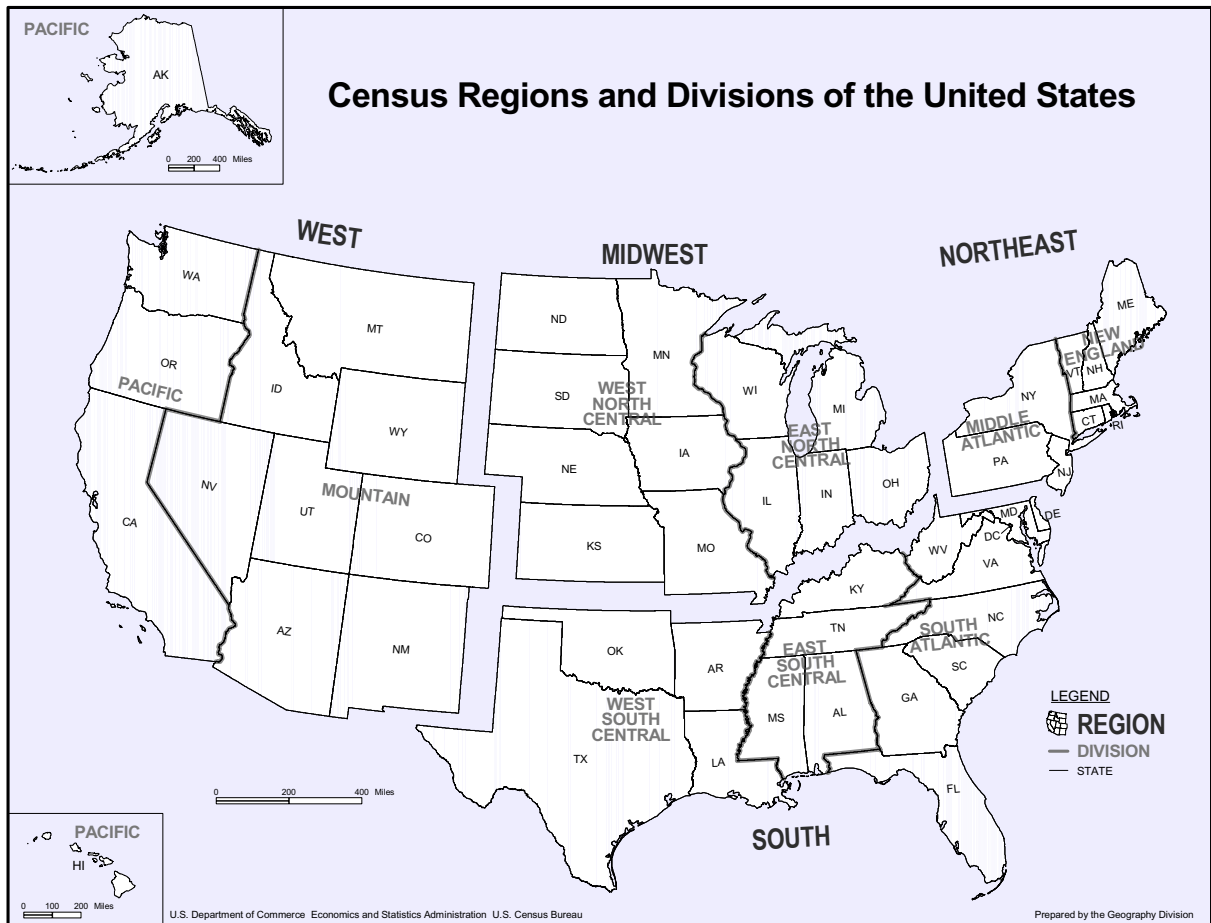 PACIFIC
AK
0 200 400 Miles
Census Regions and Divisions of the United States
WEST
MIDWEST
NORTHEAST
WA
MT
OR
ID
PACIFIC
WY
NV
UT
MOUNTAIN
CO
CA
AZ
NM
ND
MN
SD
WEST
NORTH
CENTRAL
NE
IA
KS
MO
WI
MI
EAST
NORTH
CENTRAL
IL
IN
OH
ME
NEW
ENGLAND
VT
NH
NY
MA
CT
RI
MIDDLE
ATLANTIC
PA
NJ
MD
DE
DC
WV
VA
KY
NC
TN
SOUTH
ATLANTIC
EAST
SOUTH
CENTRAL
SC
MS
AL
GA
FL
OK
AR
WEST
SOUTH
CENTRAL
TX
LA
SOUTH
0 200 400 Miles
LEGEND
REGION
DIVISION
STATE
PACIFIC
HI
0 100 200 Miles
U.S. Department of Commerce Economics and Statistics Administration U.S. Census Bureau
Prepared by the Geography Division